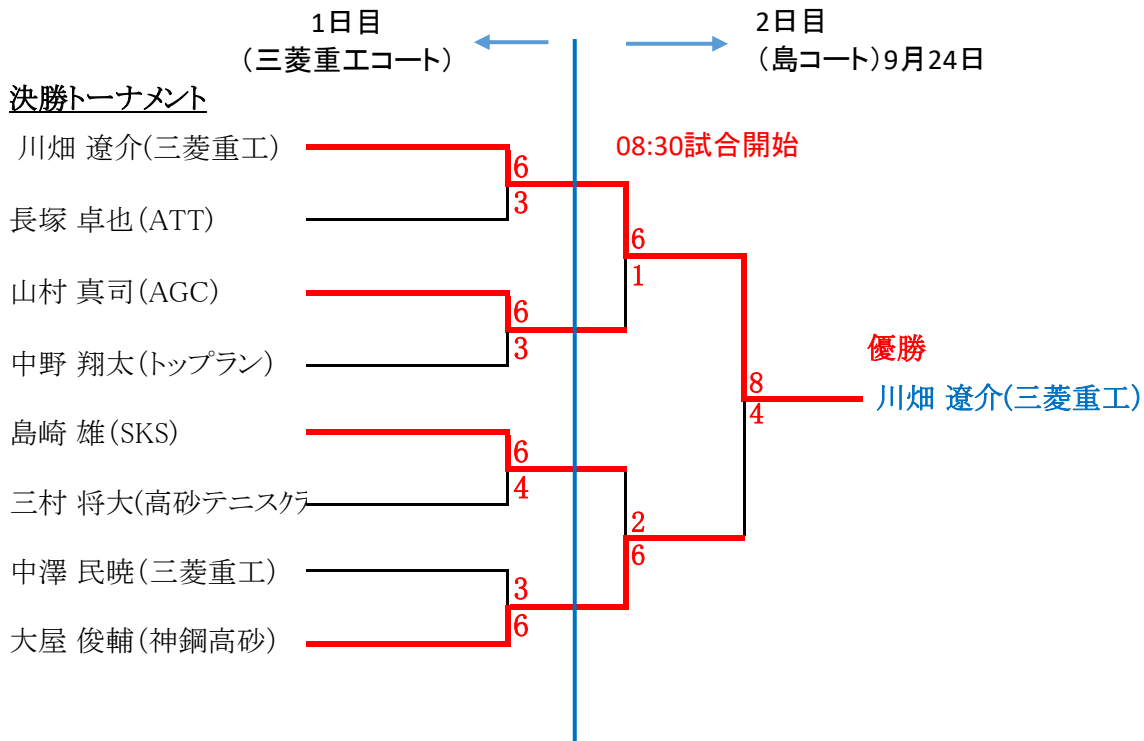 1日目
(三菱重工コート)
2日目
(島コート)9月24日
決勝トーナメント
08:30試合開始
川畑 遼介(三菱重工)
6
3
長塚 卓也(ATT)
6
1
山村 真司(AGC)
6
3
中野 翔太(トップラン)
優勝
8
4
川畑 遼介(三菱重工)
島崎 雄(SKS)
6
4
三村 将大(高砂テニスクラ
2
6
中澤 民暁(三菱重工)
3
6
大屋 俊輔(神鋼高砂)